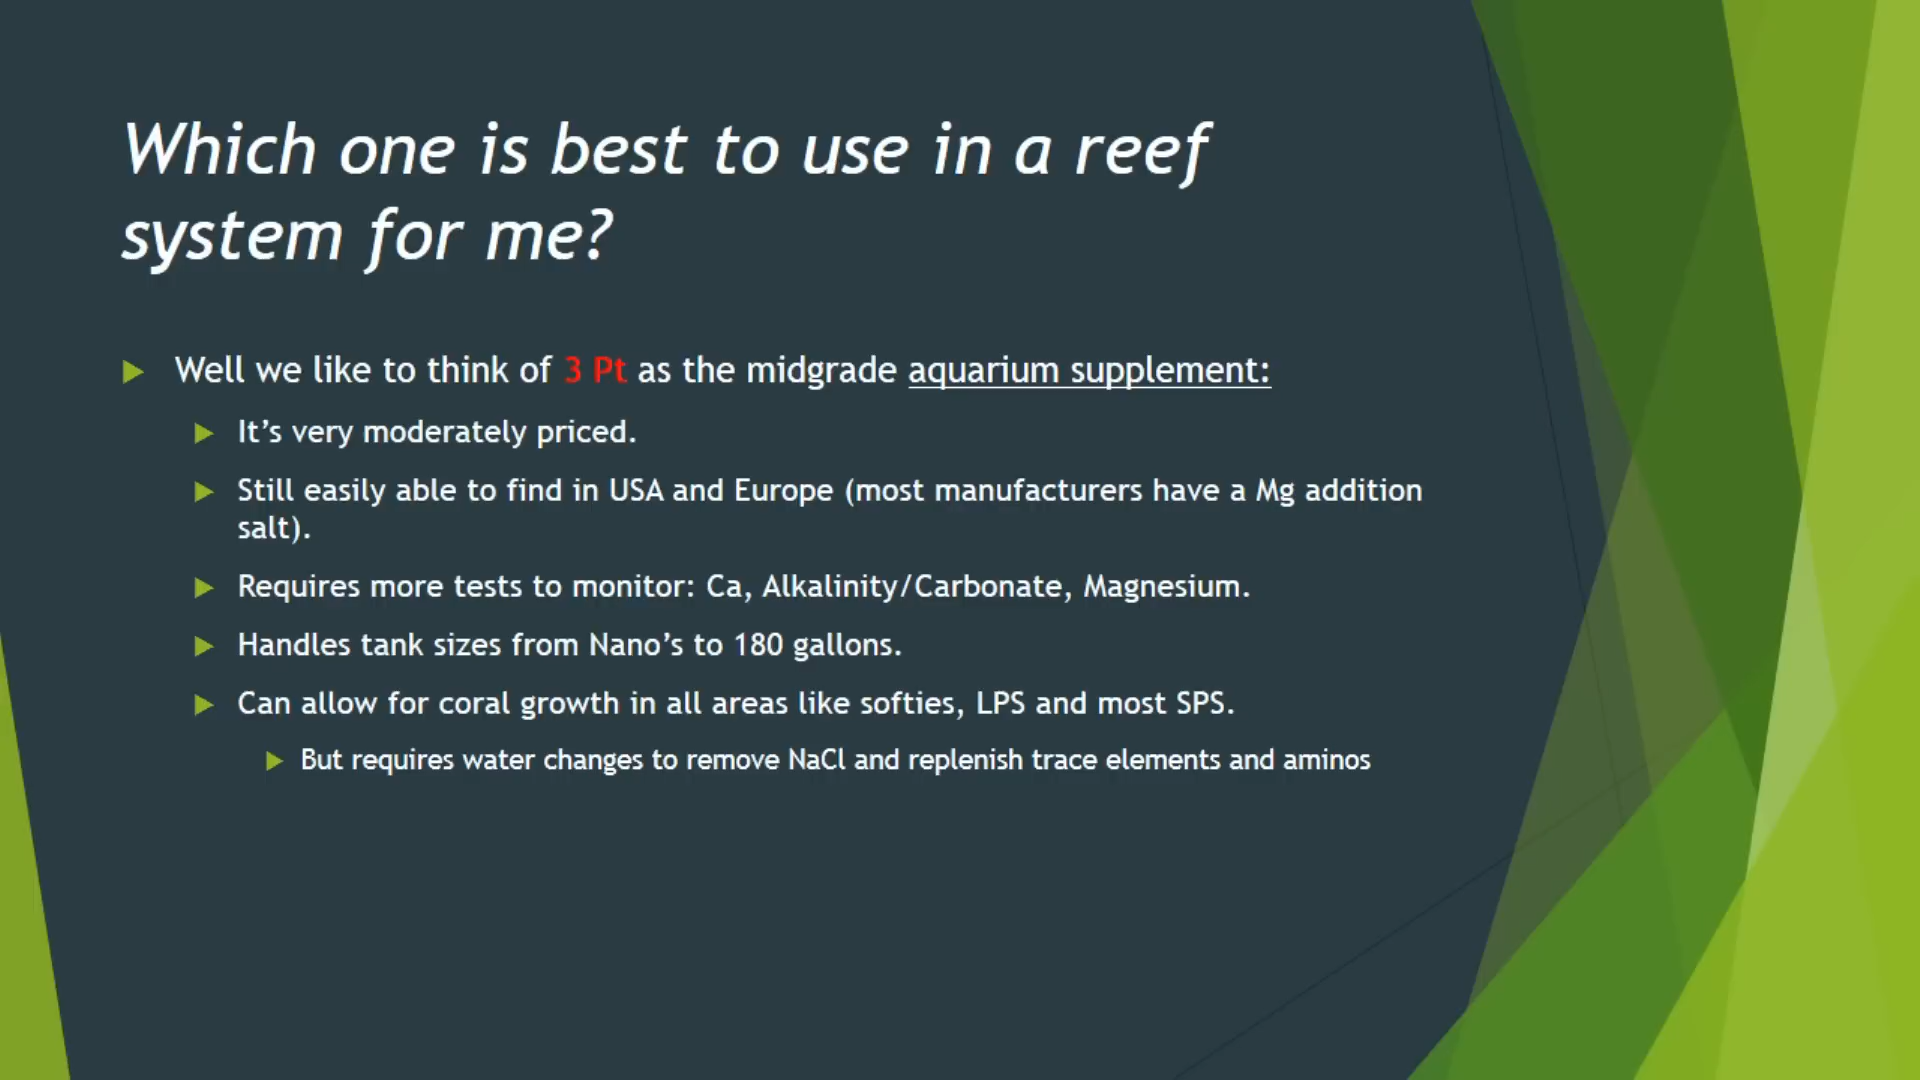 Which one is best to use in a reef
system for me?
Well we like to think of 3 Pt as the midgrade aquarium supplement:
It’s very moderately priced.
Still easily able to find in USA and Europe (most manufacturers have a Mg addition
salt).
Requires more tests to monitor: Ca, Alkalinity/Carbonate, Magnesium.
Handles tank sizes from Nano’s to 180 gallons.
Can allow for coral growth in all areas like softies, LPS and most SPS.
But requires water changes to remove NaCl and replenish trace elements and aminos